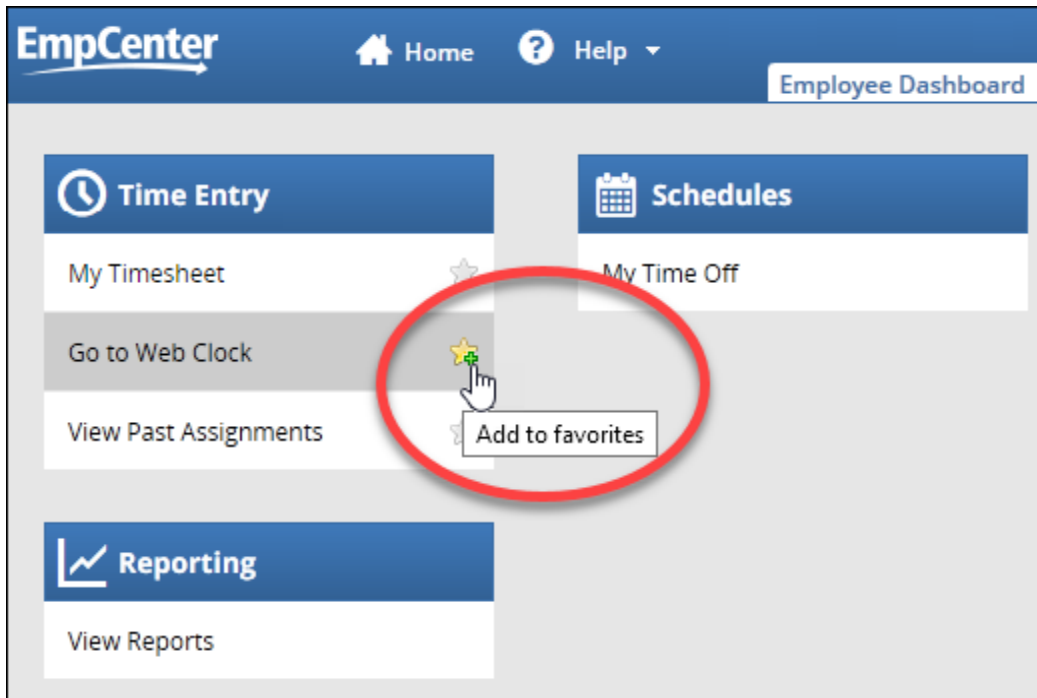 EmpCenter
Home
Help
Employee Dashboard
Time Entry
My Timesheet
Go to Web Clock
View Past Assignments
Add to favorites
Schedules
My Time Off
Reporting
View Reports